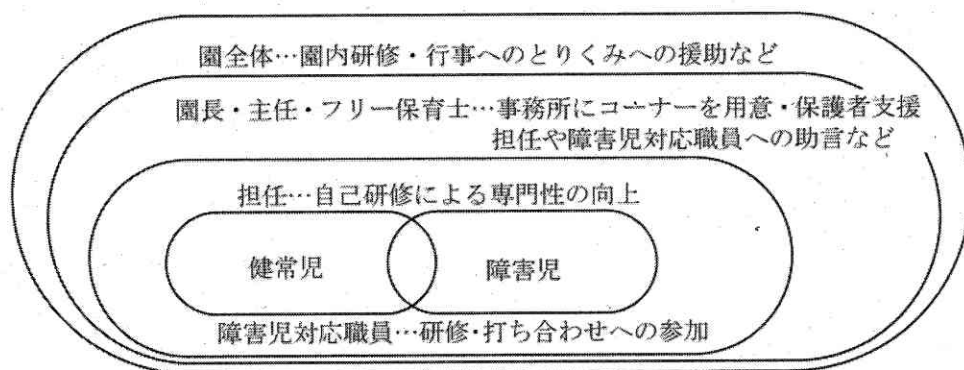 園全体…園内研修・行事へのとりくみへの援助など
園長・主任・フリー保育士…事務所にコーナーを用意・保護者支援
担任や障害児対応職員への助言など
担任…自己研修による専門性の向上
健常児
障害児
障害児対応職員…研修・打ち合わせへの参加